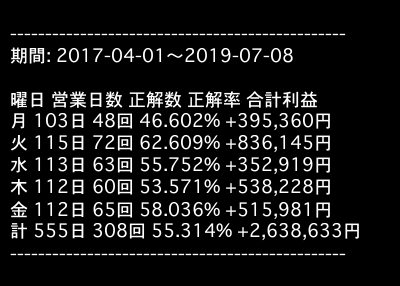 ------------------------------------------------
期間: 2017-04-01〜2019-07-08
曜日 営業日数 正解数 正解率 合計利益
月 103日 48回 46.602% +395,360円
火 115日 72回 62.609% +836,145円
水 113日 63回 55.752% +352,919円
木 112日 60回 53.571% +538,228円
金 112日 65回 58.036% +515,981円
計 555日 308回 55.314% +2,638,633円
------------------------------------------------